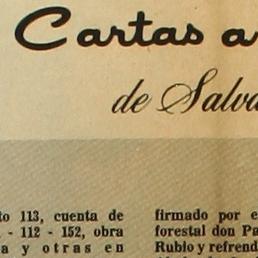 Cartas a
de Salva
to 113, cuenta de
- 112 - 152, obra
a y otras en
firmado por e
forestal don Pa
Rubio y refrend